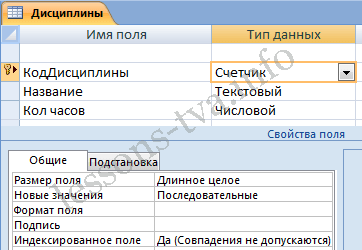 Дисциплины
Имя поля Тип данных
КодДисциплины Счетчик
Название Текстовый
Кол часов Числовой
Свойства поля
Общие Подстановка
Размер поля Длинное целое
Новые значения Последовательные
Формат поля
Подпись
Индексированное поле Да (Совпадения не допускаются)
lessons-tva.info